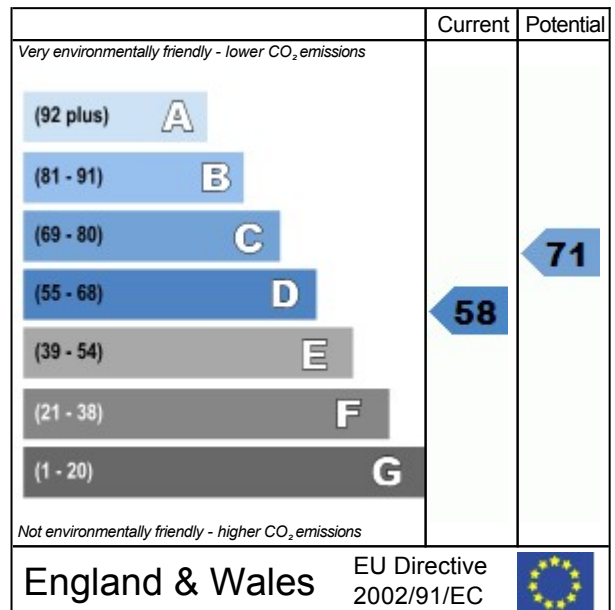 Current Potential
Very environmentally friendly - lower CO₂ emissions
(92 plus) A
(81 - 91) B
(69 - 80) C
71
(55 - 68) D
58
(39 - 54) E
(21 - 38) F
(1 - 20) G
Not environmentally friendly - higher CO₂ emissions
England & Wales
EU Directive
2002/91/EC